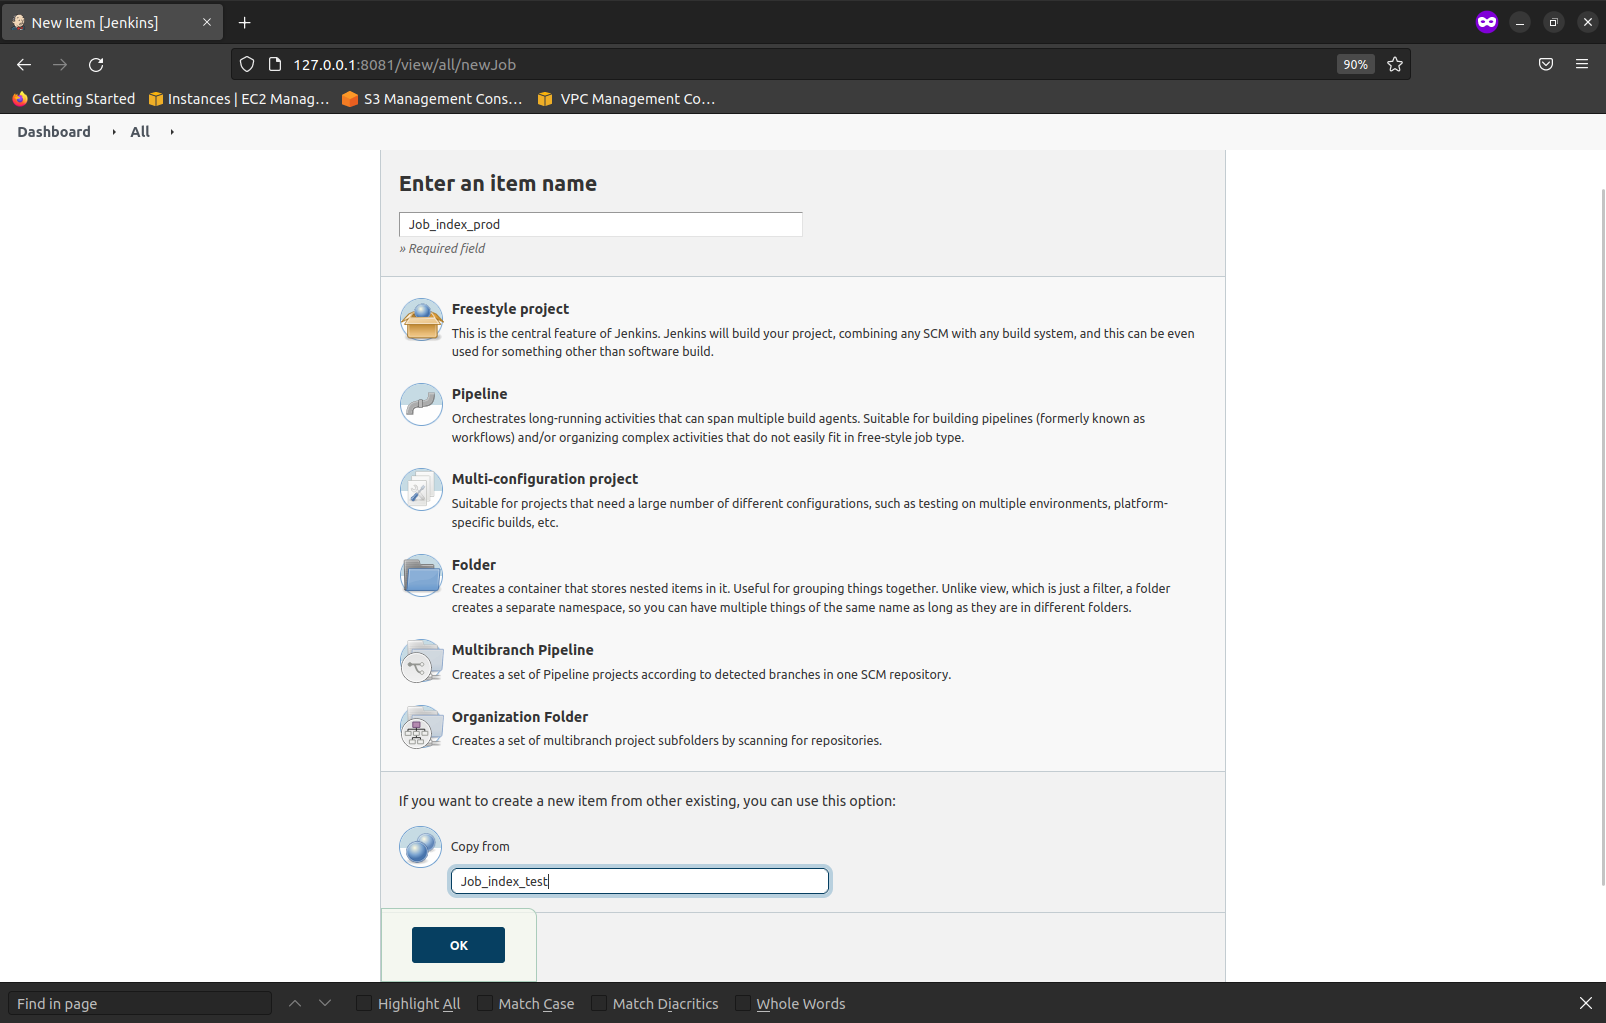 New Item [Jenkins]
127.0.0.1:8081/view/all/newJob
90%
Getting Started
Instances | EC2 Manag...
S3 Management Cons...
VPC Management Co...
Dashboard
All
Enter an item name
Job_index_prod
» Required field
Freestyle project
This is the central feature of Jenkins. Jenkins will build your project, combining any SCM with any build system, and this can be even
used for something other than software build.
Pipeline
Orchestrates long-running activities that can span multiple build agents. Suitable for building pipelines (formerly known as
workflows) and/or organizing complex activities that do not easily fit in free-style job type.
Multi-configuration project
Suitable for projects that need a large number of different configurations, such as testing on multiple environments, platform-
specific builds, etc.
Folder
Creates a container that stores nested items in it. Useful for grouping things together. Unlike view, which is just a filter, a folder
creates a separate namespace, so you can have multiple things of the same name as long as they are in different folders.
Multibranch Pipeline
Creates a set of Pipeline projects according to detected branches in one SCM repository.
Organization Folder
Creates a set of multibranch project subfolders by scanning for repositories.
If you want to create a new item from other existing, you can use this option:
Copy from
Job_index_test
OK
Find in page
Highlight All
Match Case
Match Diacritics
Whole Words